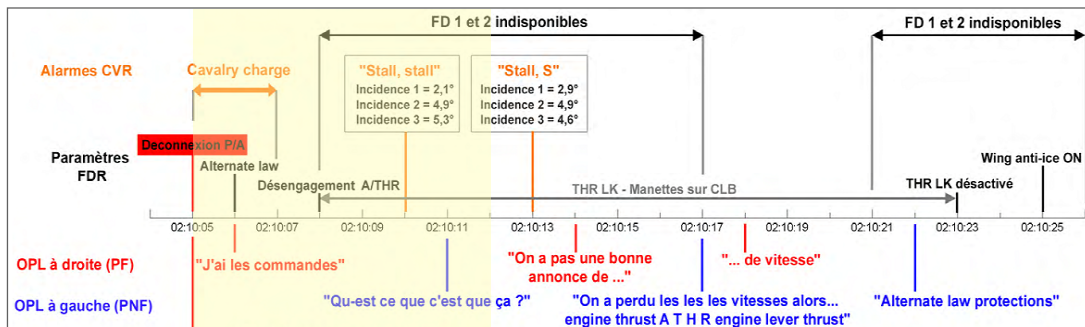 FD 1 et 2 indisponibles
FD 1 et 2 indisponibles
Alarmes CVR
Cavalry charge
"Stall, stall"
Incidence 1 = 2,1°
Incidence 2 = 4,9°
Incidence 3 = 5,3°
"Stall, S"
Incidence 1 = 2,9°
Incidence 2 = 4,9°
Incidence 3 = 4,6°
Paramètres
FDR
Deconnexion P/A
Alternate law
Désengagement A/THR
THR LK - Manettes sur CLB
THR LK désactivé
Wing anti-ice ON
02:10:05
02:10:07
02:10:09
02:10:11
02:10:13
02:10:15
02:10:17
02:10:19
02:10:21
02:10:23
02:10:25
OPL à droite (PF)
"J'ai les commandes"
"On a pas une bonne
annonce de ..."
"... de vitesse"
OPL à gauche (PNF)
"Qu-est ce que c'est que ça ?"
"On a perdu les les les vitesses alors...
engine thrust A T H R engine lever thrust"
"Alternate law protections"